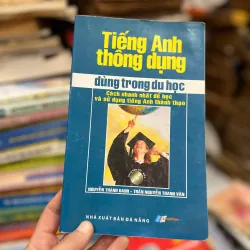 Tiếng Anh
thông dụng
dùng trong du học
Cách nhanh nhất để học
và sử dụng tiếng Anh thành thạo
NGUYỄN THÀNH DANH - TRẦN NGUYỄN THANH VÂN
NHÀ XUẤT BẢN ĐÀ NẴNG